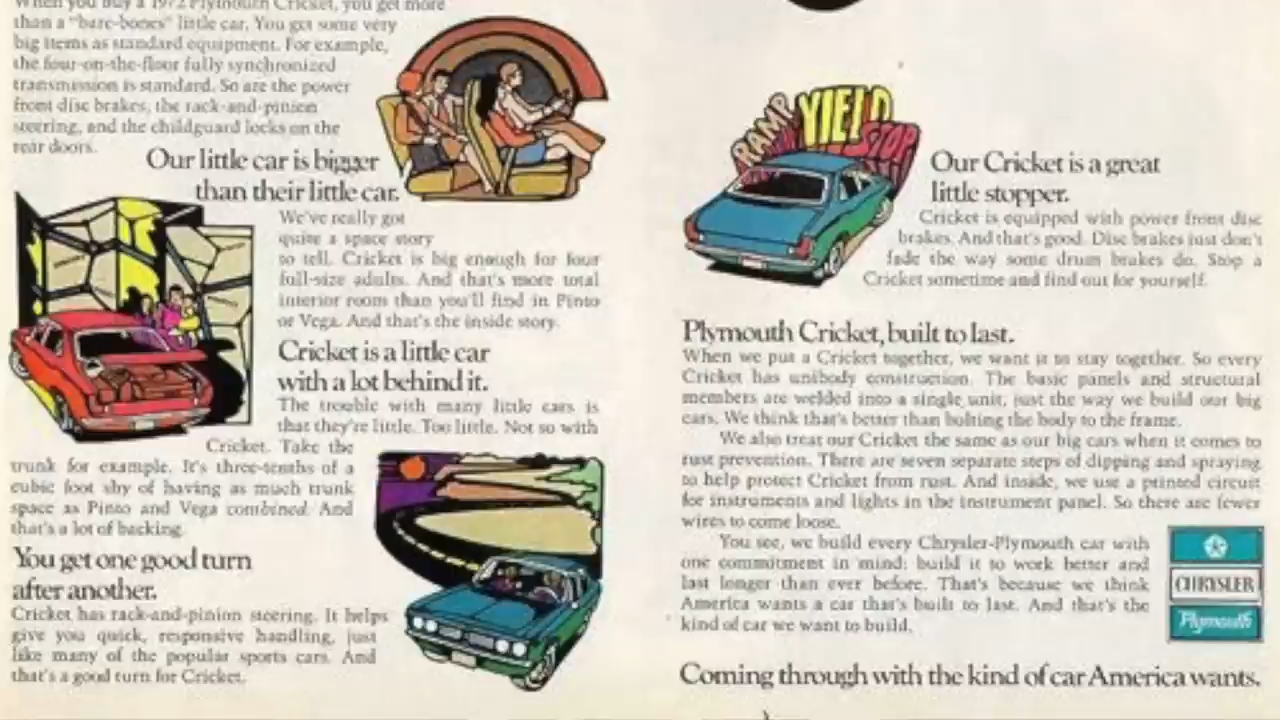 When you buy a 1972 Plymouth Cricket, you get more
than a "bare-bones" little car. You get some very
big items as standard equipment. For example,
the four-on-the-floor fully synchronized
transmission is standard. So are the power
front disc brakes, the rack-and-pinion
steering, and the childguard locks on the
rear doors.
Our little car is bigger
than their little car.
We've really got
quite a space story
to tell. Cricket is big enough for four
full-size adults. And that's more total
interior room than you'll find in Pinto
or Vega. And that's the inside story.
Cricket is a little car
with a lot behind it.
The trouble with many little cars is
that they're little. Too little. Not so with
Cricket. Take the
trunk for example. It's three-tenths of a
cubic foot shy of having as much trunk
space as Pinto and Vega combined. And
that's a lot of backing.
You get one good turn
after another.
Cricket has rack-and-pinion steering. It helps
give you quick, responsive handling, just
like many of the popular sports cars. And
that's a good turn for Cricket.
RAMP
YIELD
STOP
Our Cricket is a great
little stopper.
Cricket is equipped with power front disc
brakes. And that's good. Disc brakes just don't
fade the way some drum brakes do. Stop a
Cricket sometime and find out for yourself.
Plymouth Cricket, built to last.
When we put a Cricket together, we want it to stay together. So every
Cricket has unibody construction. The basic panels and structural
members are welded into a single unit, just the way we build our big
cars. We think that's better than bolting the body to the frame.
We also treat our Cricket the same as our big cars when it comes to
rust prevention. There are seven separate steps of dipping and spraying
to help protect Cricket from rust. And inside, we use a printed circuit
for instruments and lights in the instrument panel. So there are fewer
wires to come loose.
You see, we build every Chrysler-Plymouth car with
one commitment in mind: build it to work better and
last longer than ever before. That's because we think
America wants a car that's built to last. And that's the
kind of car we want to build.
CHRYSLER
Plymouth
Coming through with the kind of car America wants.